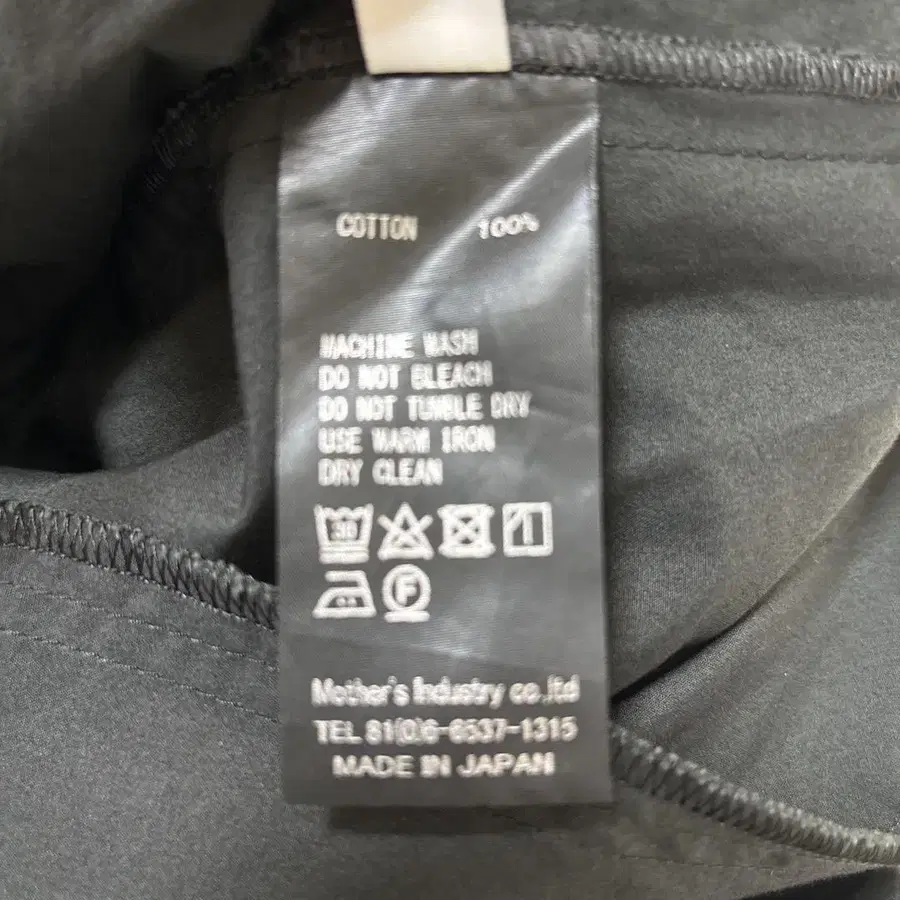 COTTON 100%
MACHINE WASH
DO NOT BLEACH
DO NOT TUMBLE DRY
USE WARM IRON
DRY CLEAN
30
F
Mother's Industry co.ltd
TEL 81(0)6-6537-1315
MADE IN JAPAN